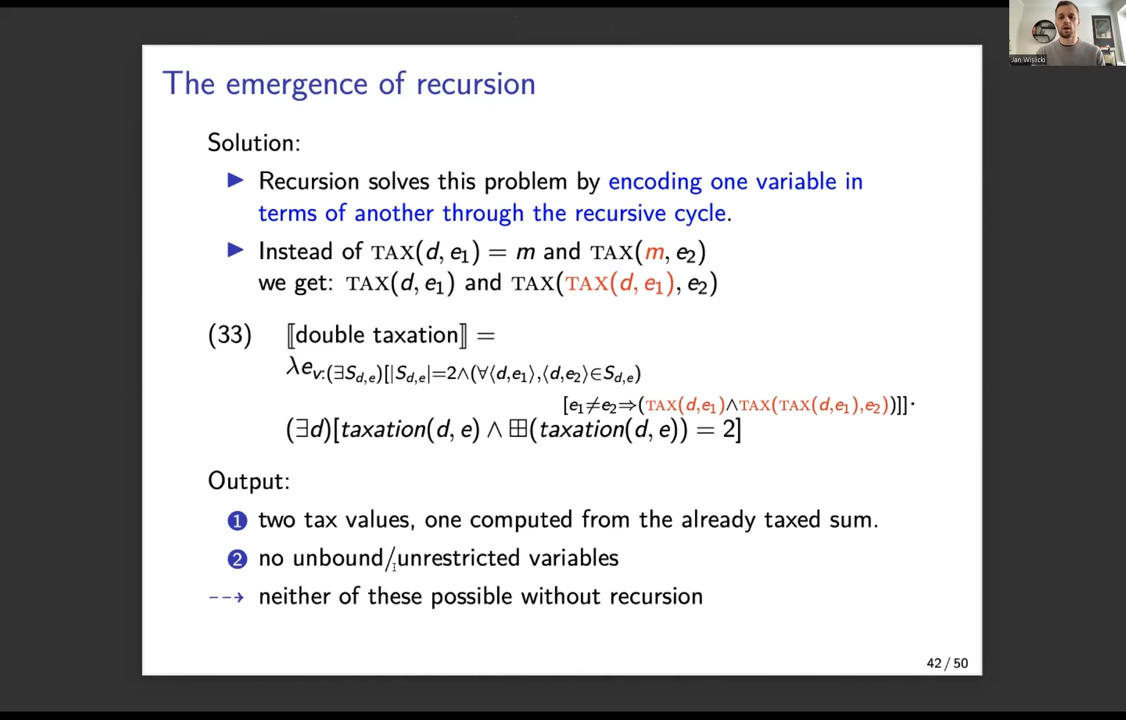 Jan Wislicki
The emergence of recursion
Solution:
▶ Recursion solves this problem by encoding one variable in
terms of another through the recursive cycle.
▶ Instead of TAX(d, e₁) = m and TAX(m, e₂)
we get: TAX(d, e₁) and TAX(TAX(d, e₁), e₂)
(33) ⟦double taxation⟧ =
λe_v:(∃S_d,e)[|S_d,e|=2∧(∀⟨d,e₁⟩,⟨d,e₂⟩∈S_d,e)
[e₁≠e₂⇒(TAX(d,e₁)∧TAX(TAX(d,e₁),e₂))]].
(∃d)[taxation(d, e) ∧ ⊞(taxation(d, e)) = 2]
Output:
1 two tax values, one computed from the already taxed sum.
2 no unbound/unrestricted variables
⇢ neither of these possible without recursion
42 / 50